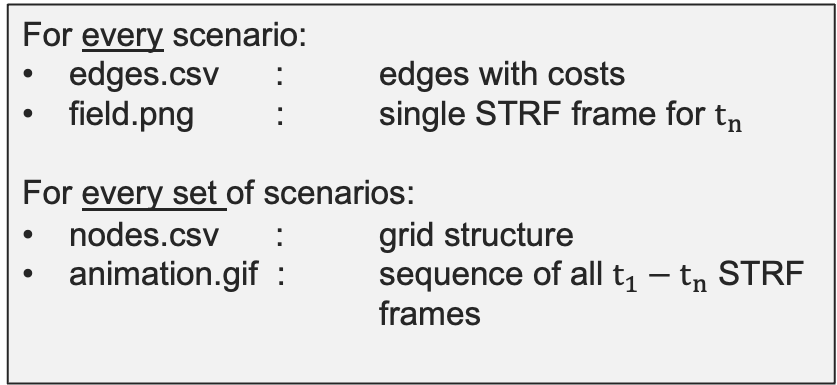 For every scenario:
• edges.csv : edges with costs
• field.png : single STRF frame for tₙ
For every set of scenarios:
• nodes.csv : grid structure
• animation.gif : sequence of all t₁ − tₙ STRF
frames